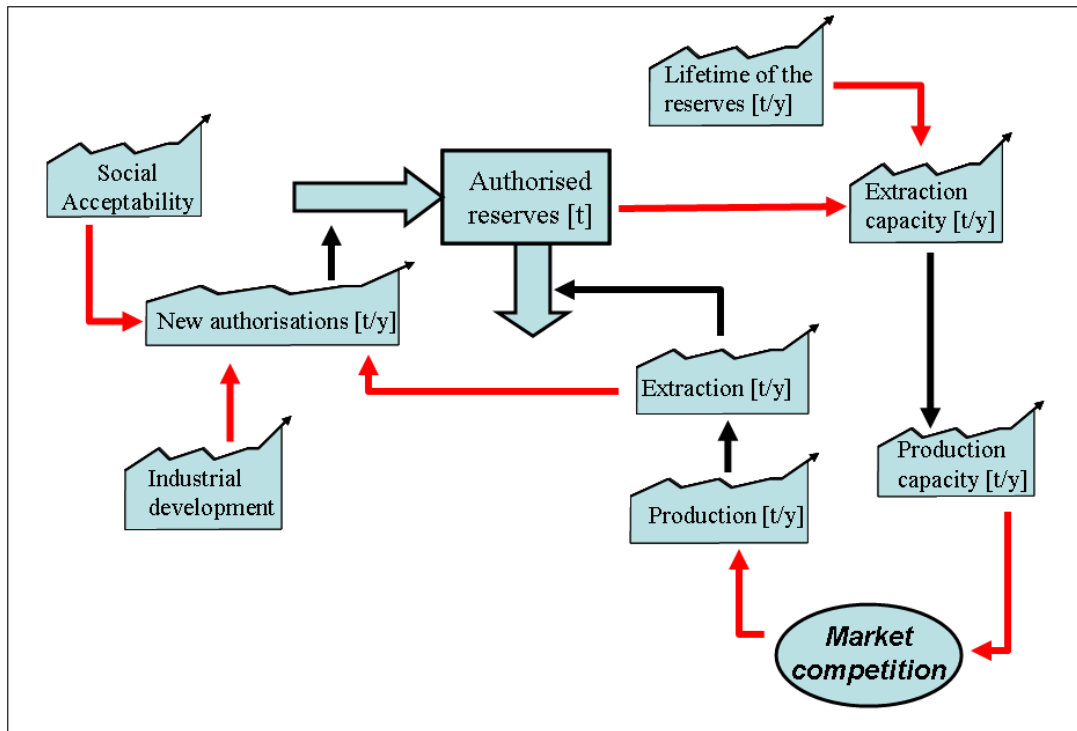 Lifetime of the
reserves [t/y]
Social
Acceptability
Authorised
reserves [t]
Extraction
capacity [t/y]
New authorisations [t/y]
Extraction [t/y]
Industrial
development
Production [t/y]
Production
capacity [t/y]
Market
competition